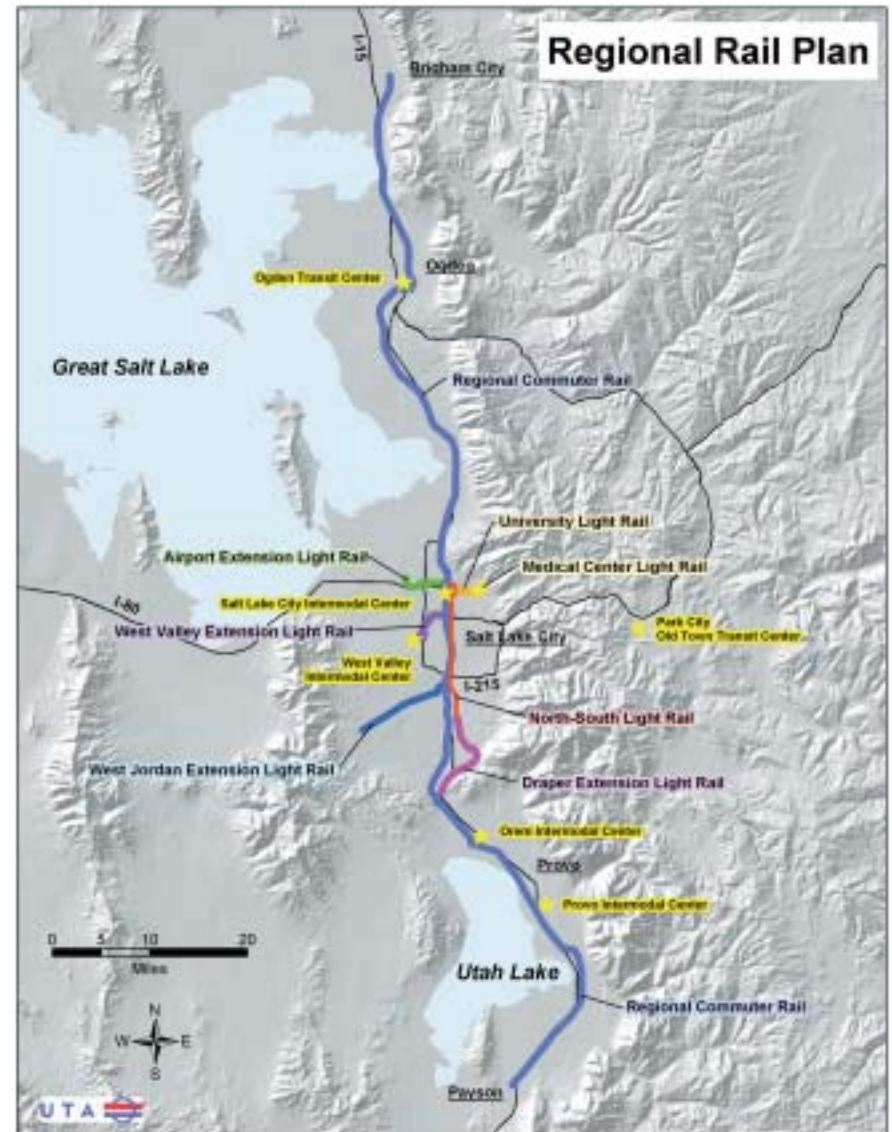 Regional Rail Plan
I-15
Brigham City
Ogden
Ogden Transit Center
Great Salt Lake
Regional Commuter Rail
University Light Rail
Airport Extension Light Rail
Medical Center Light Rail
I-80
Salt Lake City Intermodal Center
West Valley Extension Light Rail
Salt Lake City
Park City
Old Town Transit Center
West Valley
Intermodal Center
I-215
North-South Light Rail
West Jordan Extension Light Rail
Draper Extension Light Rail
Orem Intermodal Center
Provo
Provo Intermodal Center
0 5 10 20
Miles
Utah Lake
N
W E
S
Regional Commuter Rail
Payson
UTA